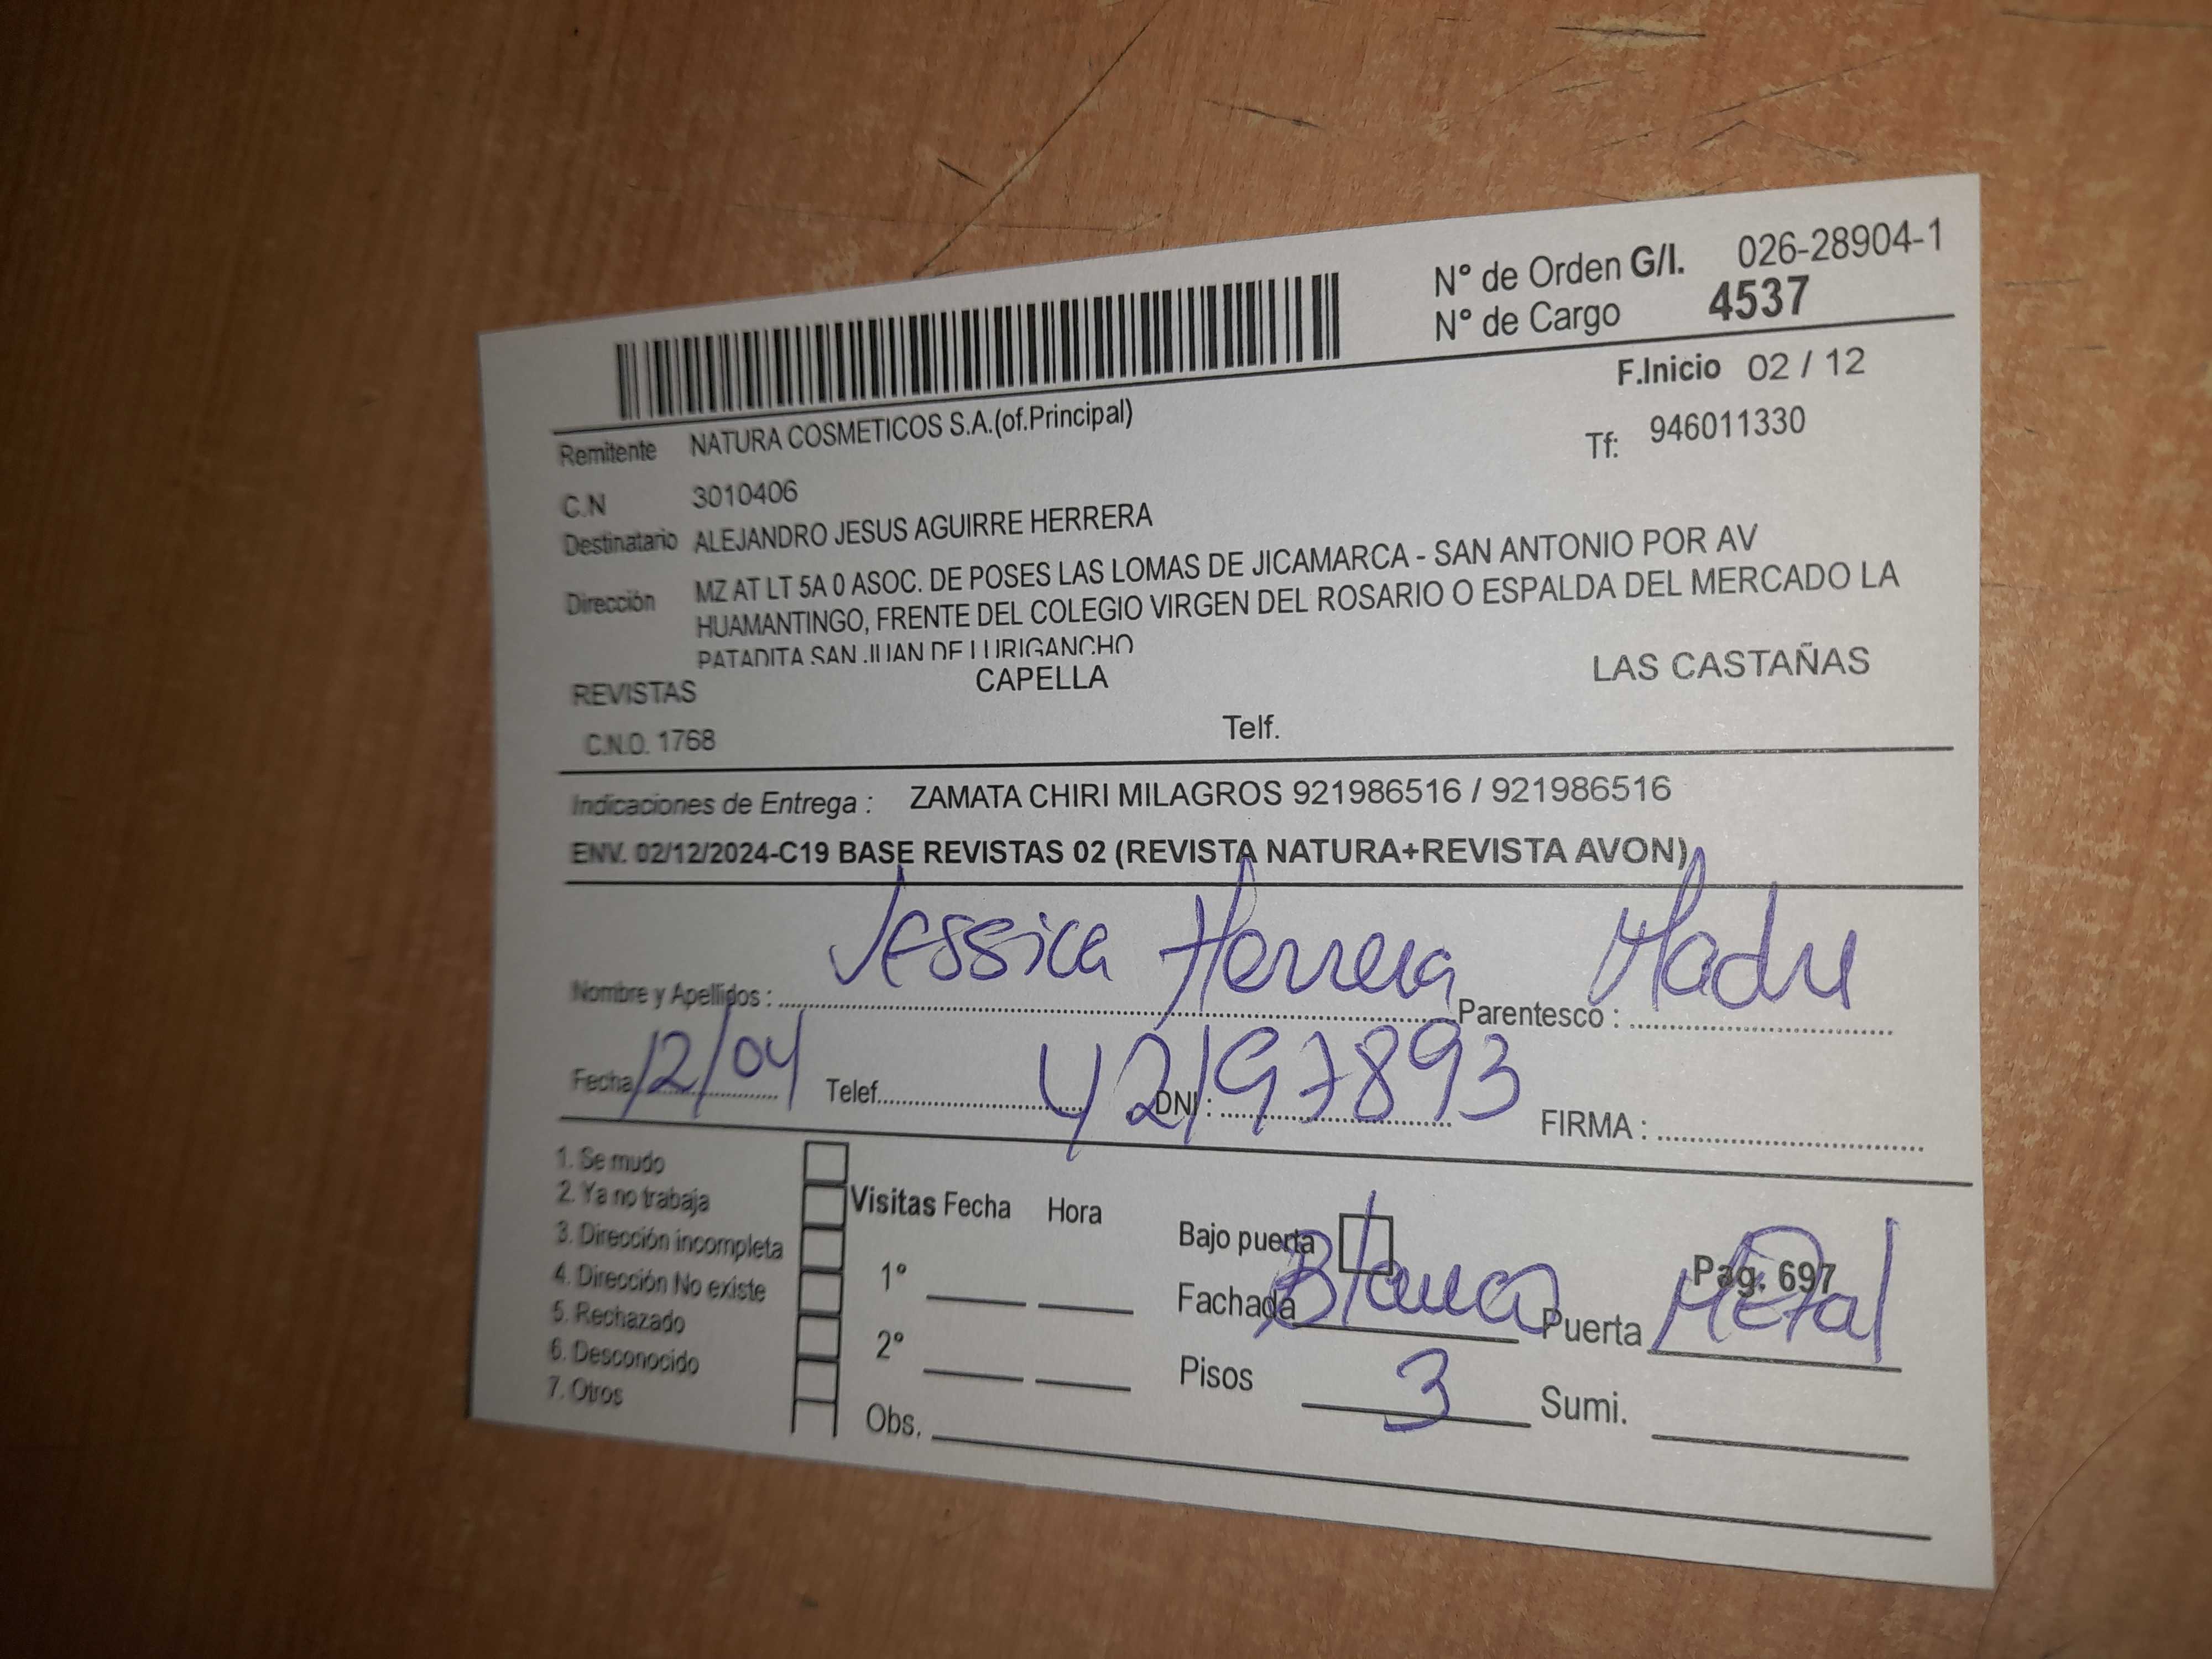 N° de Orden G/I. 026-28904-1
N° de Cargo 4537
F.Inicio 02 / 12
Remitente NATURA COSMETICOS S.A.(of.Principal)
Tf: 946011330
C.N 3010406
Destinatario ALEJANDRO JESUS AGUIRRE HERRERA
Dirección MZ AT LT 5A 0 ASOC. DE POSES LAS LOMAS DE JICAMARCA - SAN ANTONIO POR AV
HUAMANTINGO, FRENTE DEL COLEGIO VIRGEN DEL ROSARIO O ESPALDA DEL MERCADO LA
PATADITA SAN JUAN DE LURIGANCHO
REVISTAS CAPELLA LAS CASTAÑAS
C.N.O. 1768 Telf.
Indicaciones de Entrega : ZAMATA CHIRI MILAGROS 921986516 / 921986516
ENV. 02/12/2024-C19 BASE REVISTAS 02 (REVISTA NATURA+REVISTA AVON)
Nombre y Apellidos : Jessica Herrera Parentesco : Madre
Fecha 12/04 Telef. DNI : 42197893 FIRMA :
1. Se mudo
2. Ya no trabaja
3. Dirección incompleta
4. Dirección No existe
5. Rechazado
6. Desconocido
7. Otros
Visitas Fecha Hora
1°
2°
Obs.
Bajo puerta
Pag. 697
Fachada Blanco Puerta Metal
Pisos 3 Sumi.